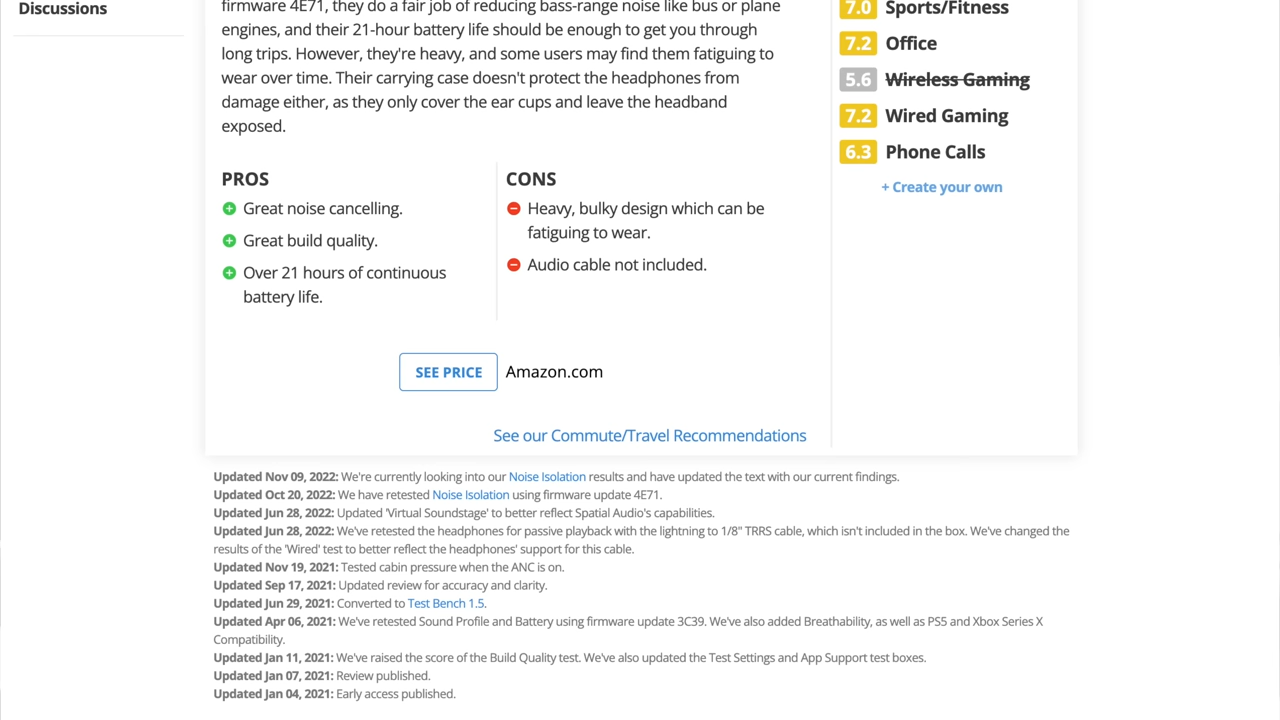 Discussions
firmware 4E71, they do a fair job of reducing bass-range noise like bus or plane
engines, and their 21-hour battery life should be enough to get you through
long trips. However, they're heavy, and some users may find them fatiguing to
wear over time. Their carrying case doesn't protect the headphones from
damage either, as they only cover the ear cups and leave the headband
exposed.
PROS
Great noise cancelling.
Great build quality.
Over 21 hours of continuous
battery life.
CONS
Heavy, bulky design which can be
fatiguing to wear.
Audio cable not included.
SEE PRICE Amazon.com
See our Commute/Travel Recommendations
7.0 Sports/Fitness
7.2 Office
5.6 Wireless Gaming
7.2 Wired Gaming
6.3 Phone Calls
+ Create your own
Updated Nov 09, 2022: We're currently looking into our Noise Isolation results and have updated the text with our current findings.
Updated Oct 20, 2022: We have retested Noise Isolation using firmware update 4E71.
Updated Jun 28, 2022: Updated 'Virtual Soundstage' to better reflect Spatial Audio's capabilities.
Updated Jun 28, 2022: We've retested the headphones for passive playback with the lightning to 1/8" TRRS cable, which isn't included in the box. We've changed the
results of the 'Wired' test to better reflect the headphones' support for this cable.
Updated Nov 19, 2021: Tested cabin pressure when the ANC is on.
Updated Sep 17, 2021: Updated review for accuracy and clarity.
Updated Jun 29, 2021: Converted to Test Bench 1.5.
Updated Apr 06, 2021: We've retested Sound Profile and Battery using firmware update 3C39. We've also added Breathability, as well as PS5 and Xbox Series X
Compatibility.
Updated Jan 11, 2021: We've raised the score of the Build Quality test. We've also updated the Test Settings and App Support test boxes.
Updated Jan 07, 2021: Review published.
Updated Jan 04, 2021: Early access published.